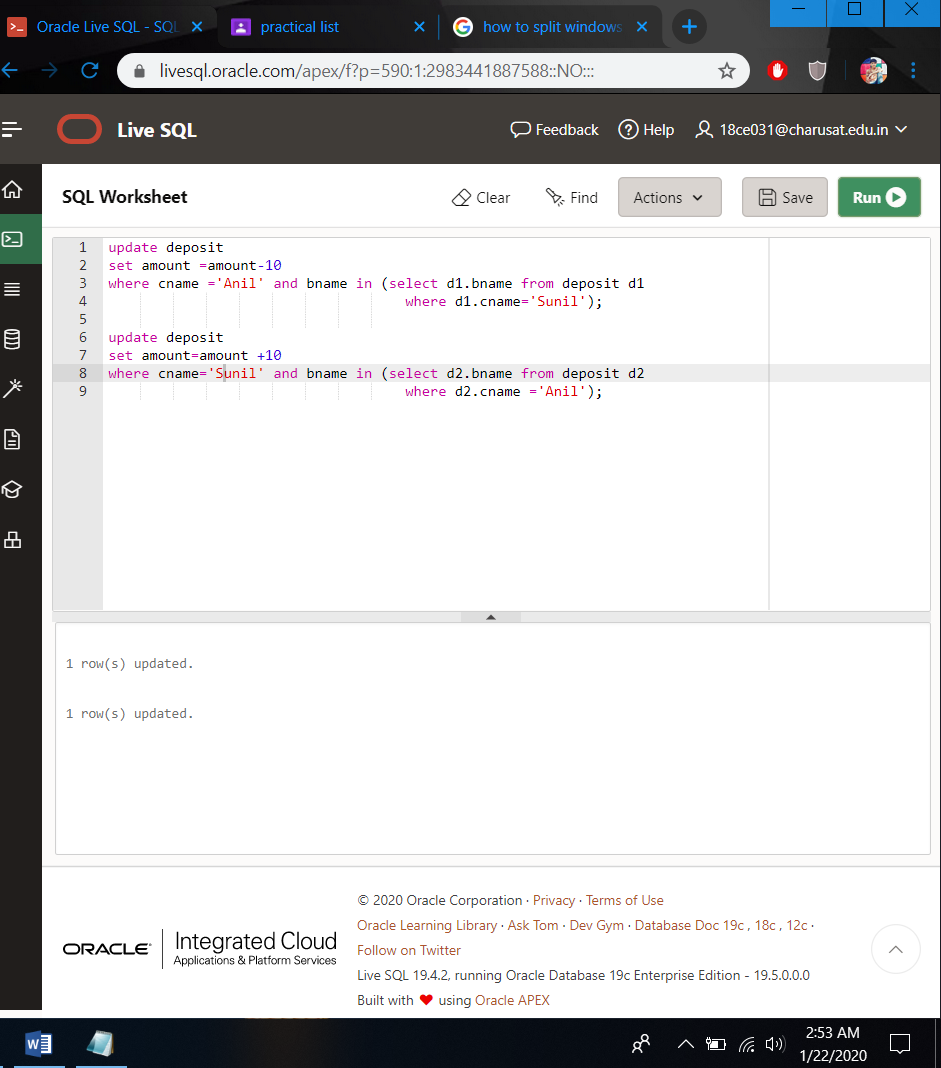 Oracle Live SQL - SQL
practical list
how to split windows
livesql.oracle.com/apex/f?p=590:1:2983441887588::NO:::
Live SQL
Feedback
Help
18ce031@charusat.edu.in
SQL Worksheet
Clear
Find
Actions
Save
Run
1 update deposit
2 set amount =amount-10
3 where cname ='Anil' and bname in (select d1.bname from deposit d1
4 where d1.cname='Sunil');
5
6 update deposit
7 set amount=amount +10
8 where cname='Sunil' and bname in (select d2.bname from deposit d2
9 where d2.cname ='Anil');
1 row(s) updated.
1 row(s) updated.
ORACLE Integrated Cloud
Applications & Platform Services
© 2020 Oracle Corporation · Privacy · Terms of Use
Oracle Learning Library · Ask Tom · Dev Gym · Database Doc 19c , 18c , 12c ·
Follow on Twitter
Live SQL 19.4.2, running Oracle Database 19c Enterprise Edition - 19.5.0.0.0
Built with ❤ using Oracle APEX
2:53 AM
1/22/2020